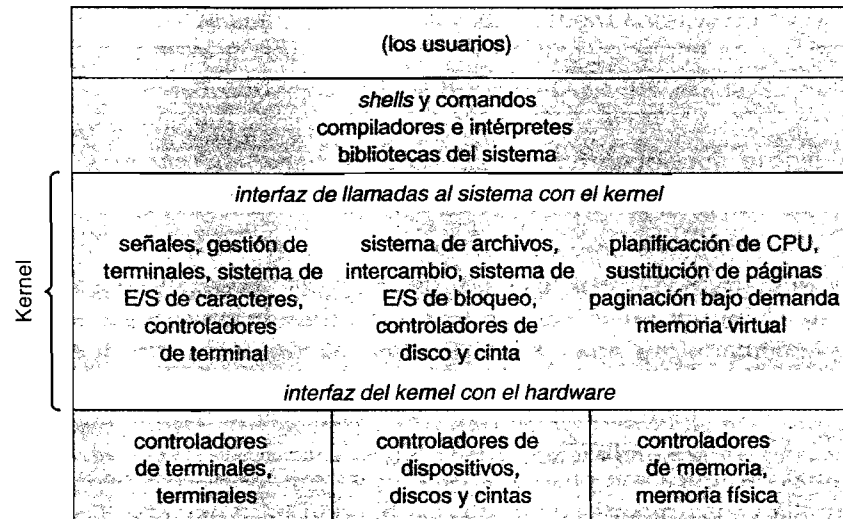 (los usuarios)
shells y comandos
compiladores e intérpretes
bibliotecas del sistema
Kernel
interfaz de llamadas al sistema con el kernel
señales, gestión de
terminales, sistema de
E/S de caracteres,
controladores
de terminal
sistema de archivos,
intercambio, sistema de
E/S de bloqueo,
controladores de
disco y cinta
planificación de CPU,
sustitución de páginas
paginación bajo demanda
memoria virtual
interfaz del kernel con el hardware
controladores
de terminales,
terminales
controladores de
dispositivos,
discos y cintas
controladores
de memoria,
memoria física